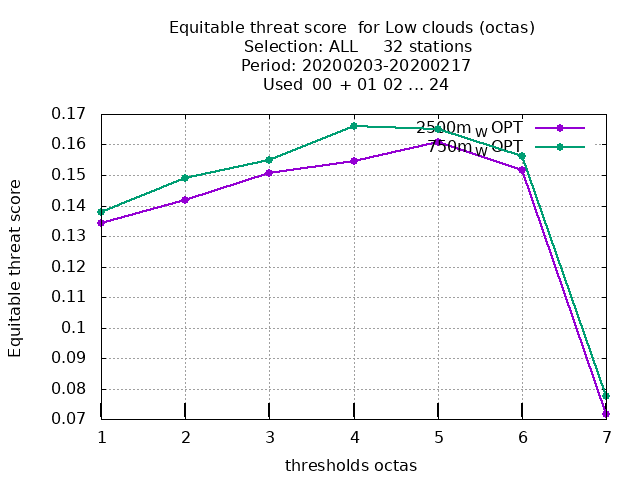 Equitable threat score  for Low clouds (octas)
Selection: ALL     32 stations
Period: 20200203-20200217
Used  00 + 01 02 ... 24
2500m W OPT
750m W OPT
0.17
0.16
0.15
0.14
0.13
0.12
0.11
0.1
0.09
0.08
0.07
Equitable threat score
1 2 3 4 5 6 7
thresholds octas